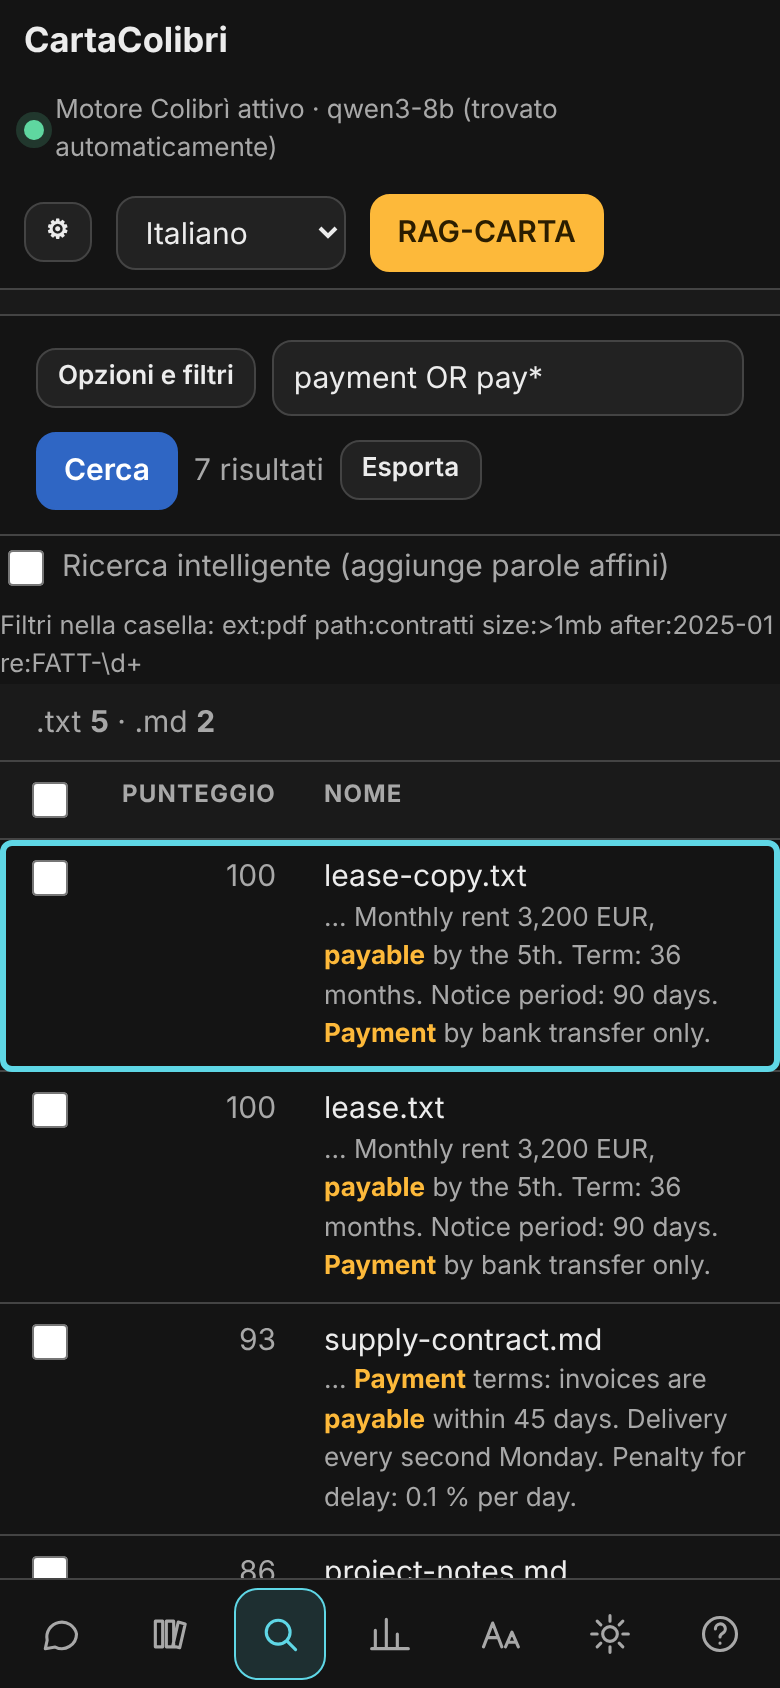 CartaColibri
Motore Colibrì attivo · qwen3-8b (trovato
automaticamente)
Italiano
RAG-CARTA
Opzioni e filtri
payment OR pay*
Cerca
7 risultati
Esporta
Ricerca intelligente (aggiunge parole affini)
Filtri nella casella: ext:pdf path:contratti size:>1mb after:2025-01
re:FATT-\d+
.txt 5 · .md 2
PUNTEGGIO NOME
100 lease-copy.txt
... Monthly rent 3,200 EUR,
payable by the 5th. Term: 36
months. Notice period: 90 days.
Payment by bank transfer only.
100 lease.txt
... Monthly rent 3,200 EUR,
payable by the 5th. Term: 36
months. Notice period: 90 days.
Payment by bank transfer only.
93 supply-contract.md
... Payment terms: invoices are
payable within 45 days. Delivery
every second Monday. Penalty for
delay: 0.1 % per day.
86 project-notes.md